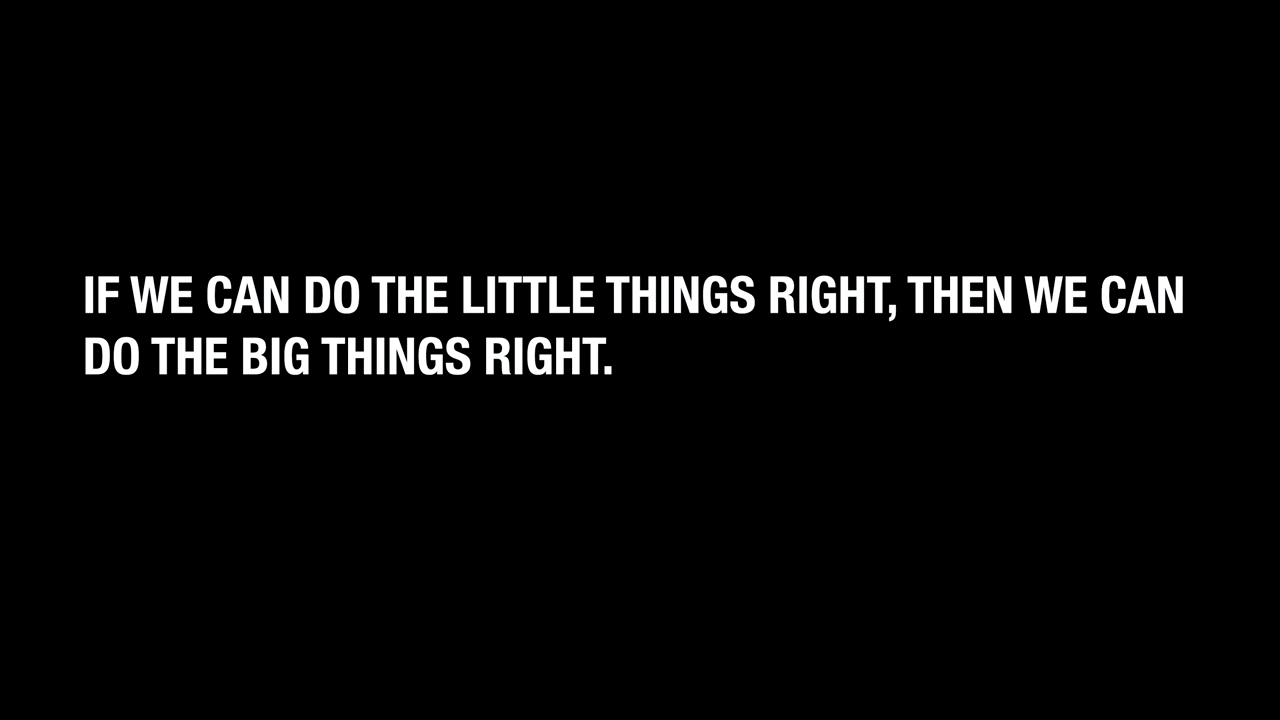 IF WE CAN DO THE LITTLE THINGS RIGHT, THEN WE CAN
DO THE BIG THINGS RIGHT.